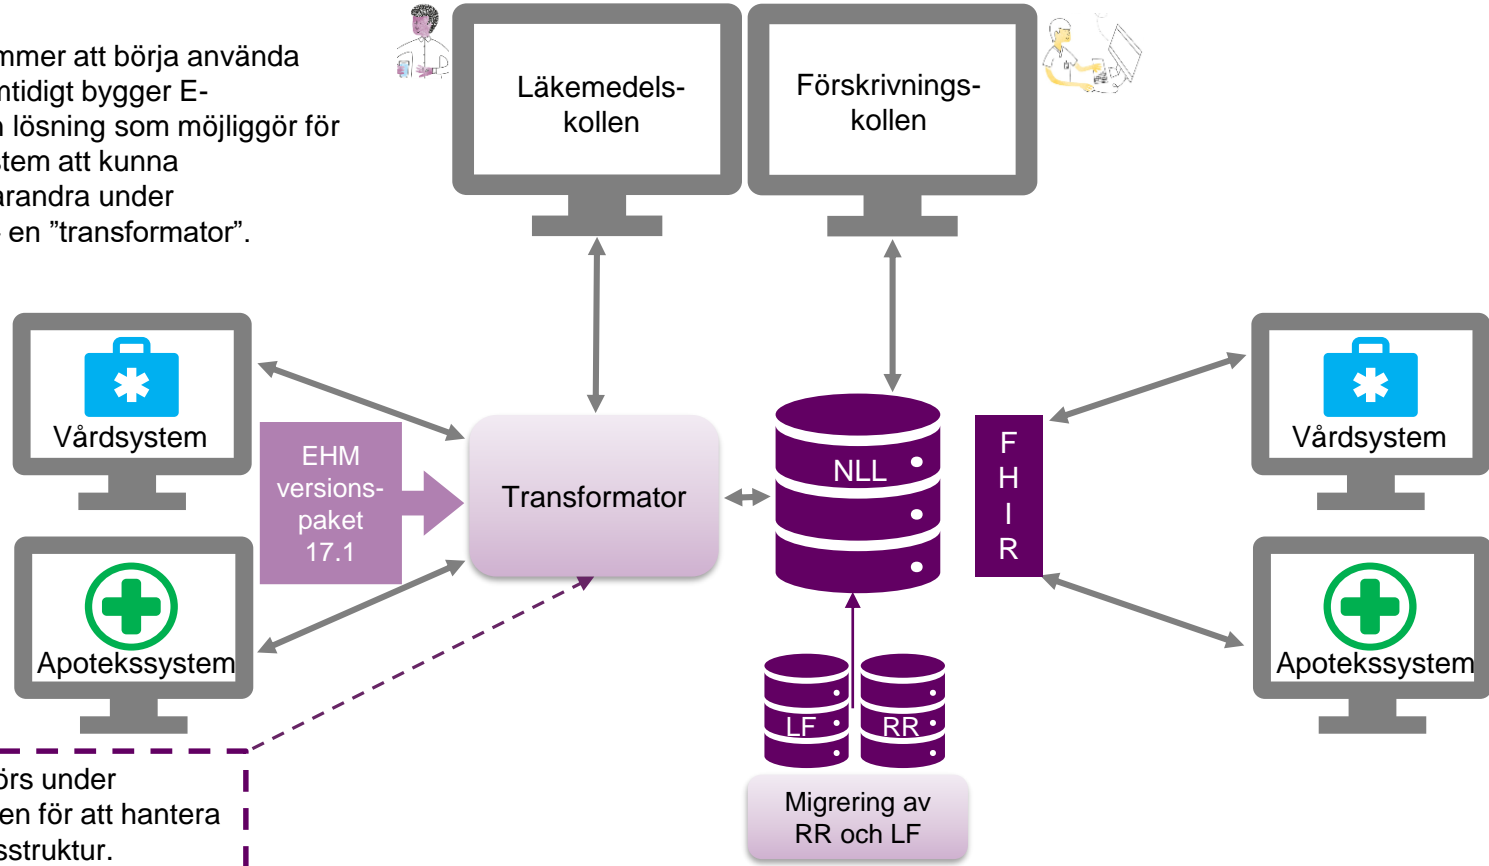 mmer att börja använda
ntidigt bygger E-
lösning som möjliggör för
stem att kunna
arandra under
en ”transformator”.
Läkemedels-
kollen
Förskrivnings-
kollen
Vårdsystem
Apotekssystem
EHM
versions-
paket
17.1
Transformator
NLL
F
H
I
R
Vårdsystem
Apotekssystem
LF
RR
Migrering av
RR och LF
örs under
en för att hantera
sstruktur.